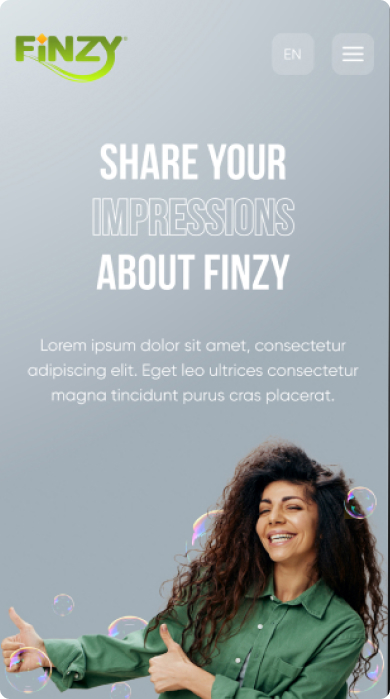 FiNZY®
EN
SHARE YOUR
IMPRESSIONS
ABOUT FINZY
Lorem ipsum dolor sit amet, consectetur
adipiscing elit. Eget leo ultrices consectetur
magna tincidunt purus cras placerat.